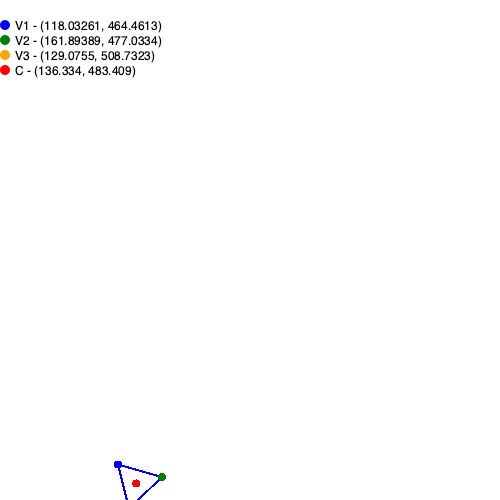 V1 - (118.03261, 464.4613)
V2 - (161.89389, 477.0334)
V3 - (129.0755, 508.7323)
C - (136.334, 483.409)